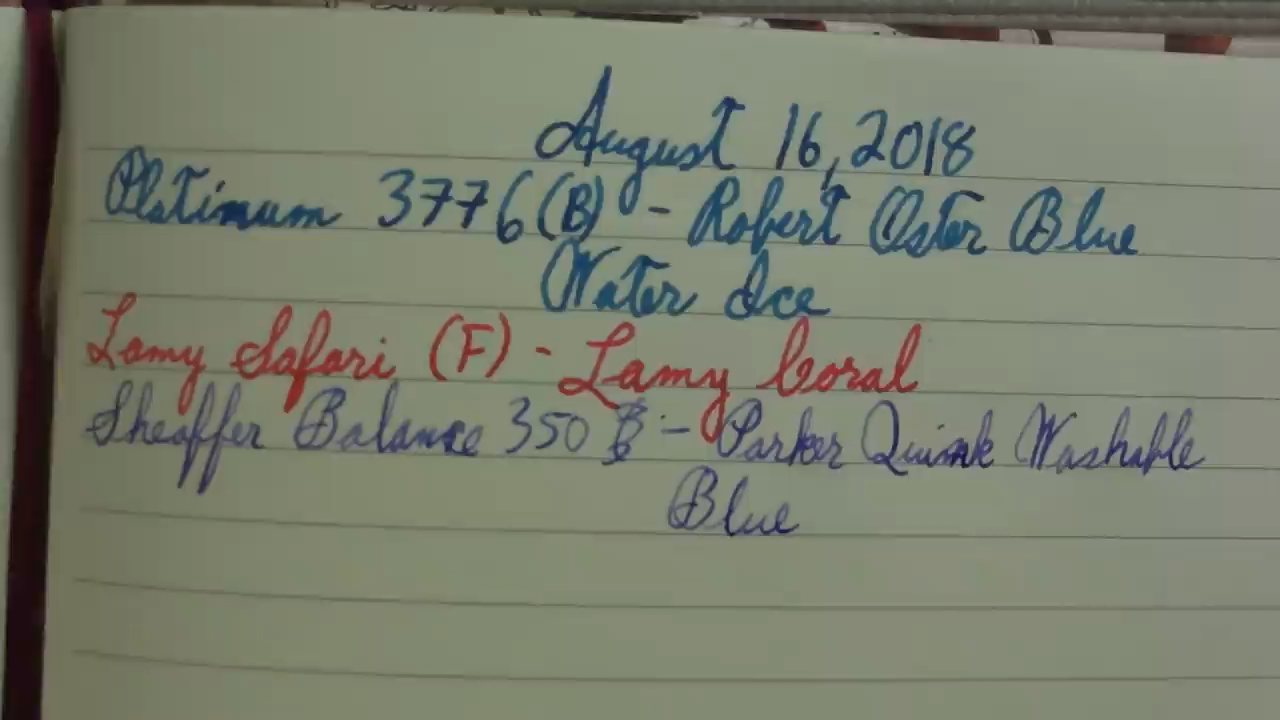 August 16, 2018
Platinum 3776 (B) - Robert Oster Blue
Water Ice
Lamy Safari (F) - Lamy Coral
Sheaffer Balance 350 - Parker Quink Washable
Blue